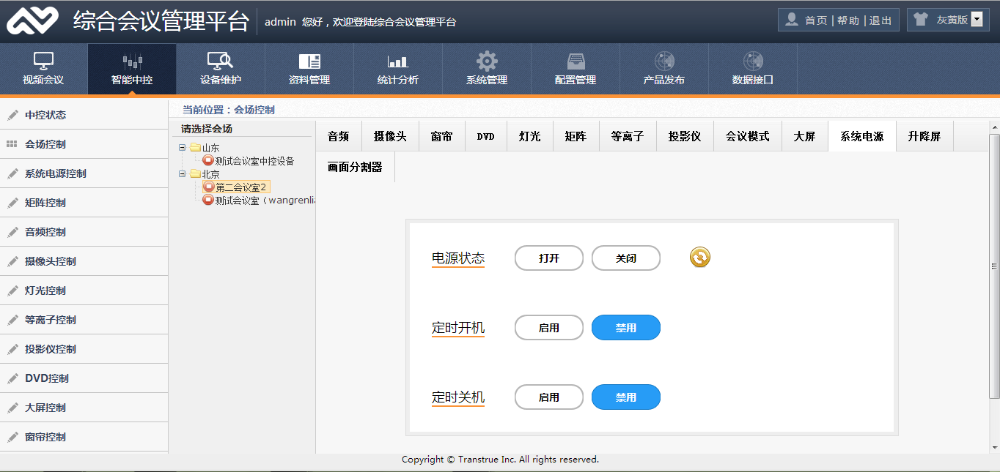 综合会议管理平台
admin 您好，欢迎登陆综合会议管理平台
首页 | 帮助 | 退出
灰黄版
视频会议
智能中控
设备维护
资料管理
统计分析
系统管理
配置管理
产品发布
数据接口
中控状态
会场控制
系统电源控制
矩阵控制
音频控制
摄像头控制
灯光控制
等离子控制
投影仪控制
DVD控制
大屏控制
窗帘控制
当前位置：会场控制
请选择会场
山东
测试会议室中控设备
北京
第二会议室2
测试会议室（wangrenli
音频
摄像头
窗帘
DVD
灯光
矩阵
等离子
投影仪
会议模式
大屏
系统电源
升降屏
画面分割器
电源状态 打开 关闭
定时开机 启用 禁用
定时关机 启用 禁用
Copyright © Transtrue Inc. All rights reserved.